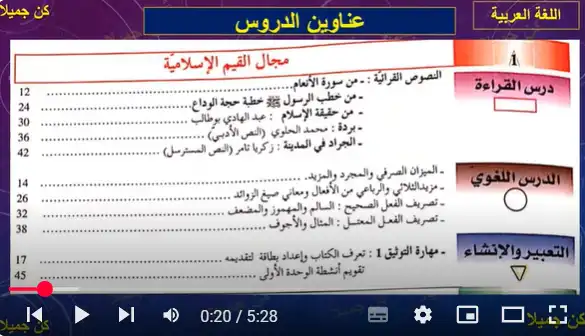 كن جميلاً
عناوين الدروس
اللغة العربية
مجال القيم الإسلامية
1
درس القراءة
النصوص القرائية : ـ من سورة الأنعام 12
ـ من خطب الرسول ﷺ خطبة حجة الوداع 24
ـ من حقيقة الإسلام : عبد الهادي بوطالب 30
ـ بردة : محمد الحلوي (النص الأدبي) 36
ـ الجراد في المدينة : زكريا تامر (النص المسترسل) 42
الدرس اللغوي
ـ الميزان الصرفي والمجرد والمزيد 14
ـ مزيد الثلاثي والرباعي من الأفعال ومعاني صيغ الزوائد 26
ـ تصريف الفعل الصحيح : السالم والمهموز والمضعف 32
ـ تصريف الفعل المعتل : المثال والأجوف 38
التعبير والإنشاء
ـ مهارة التوثيق 1 : تعرف الكتاب وإعداد بطاقة لتقديمه 17
تقويم أنشطة الوحدة الأولى 45
0:20 / 5:28
كن جميلاً